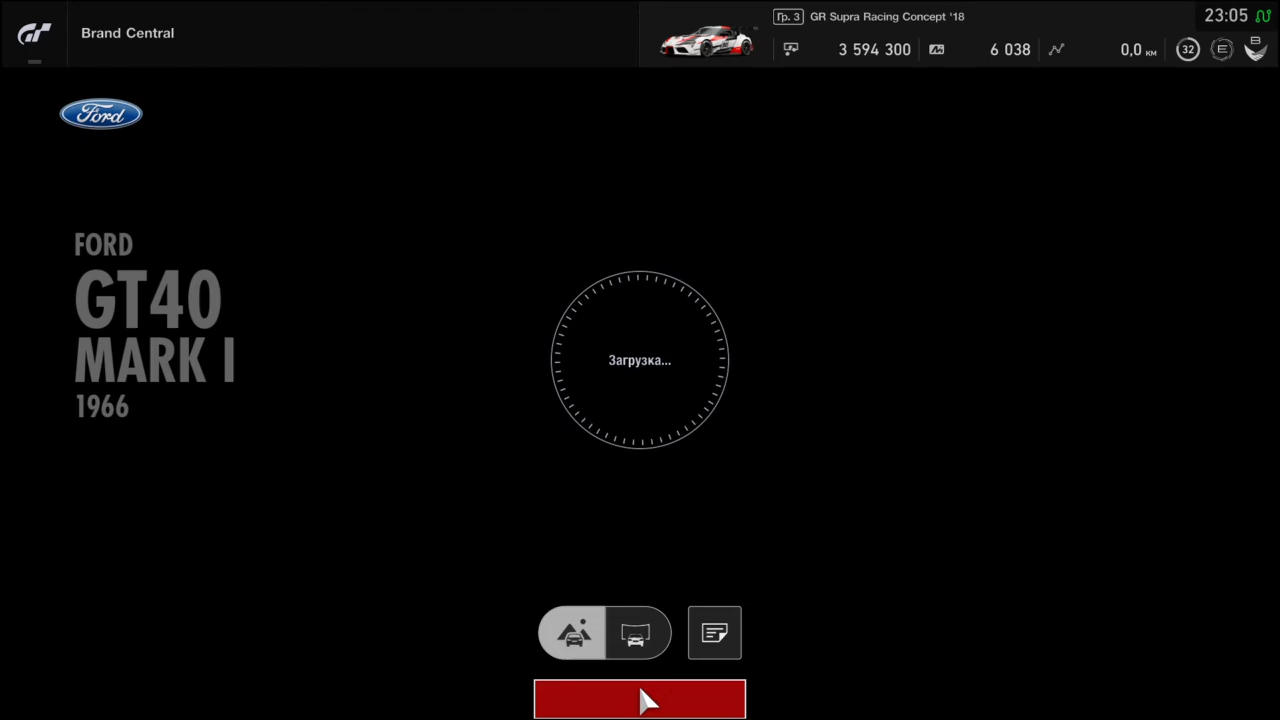 Brand Central
Гр. 3 GR Supra Racing Concept '18
23:05
3 594 300
6 038
0,0 км
32
E
B
Ford
FORD
GT40
MARK I
1966
Загрузка...